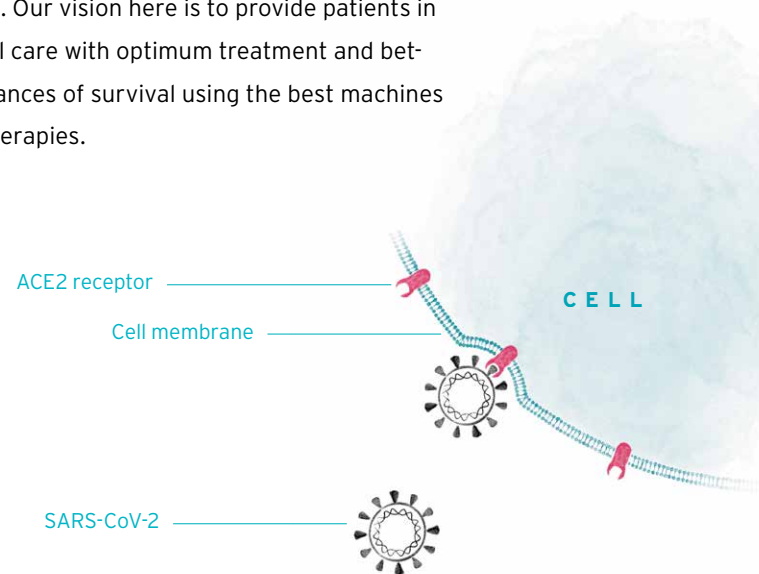 . Our vision here is to provide patients in
l care with optimum treatment and bet-
ances of survival using the best machines
erapies.
ACE2 receptor
CELL
Cell membrane
SARS-CoV-2